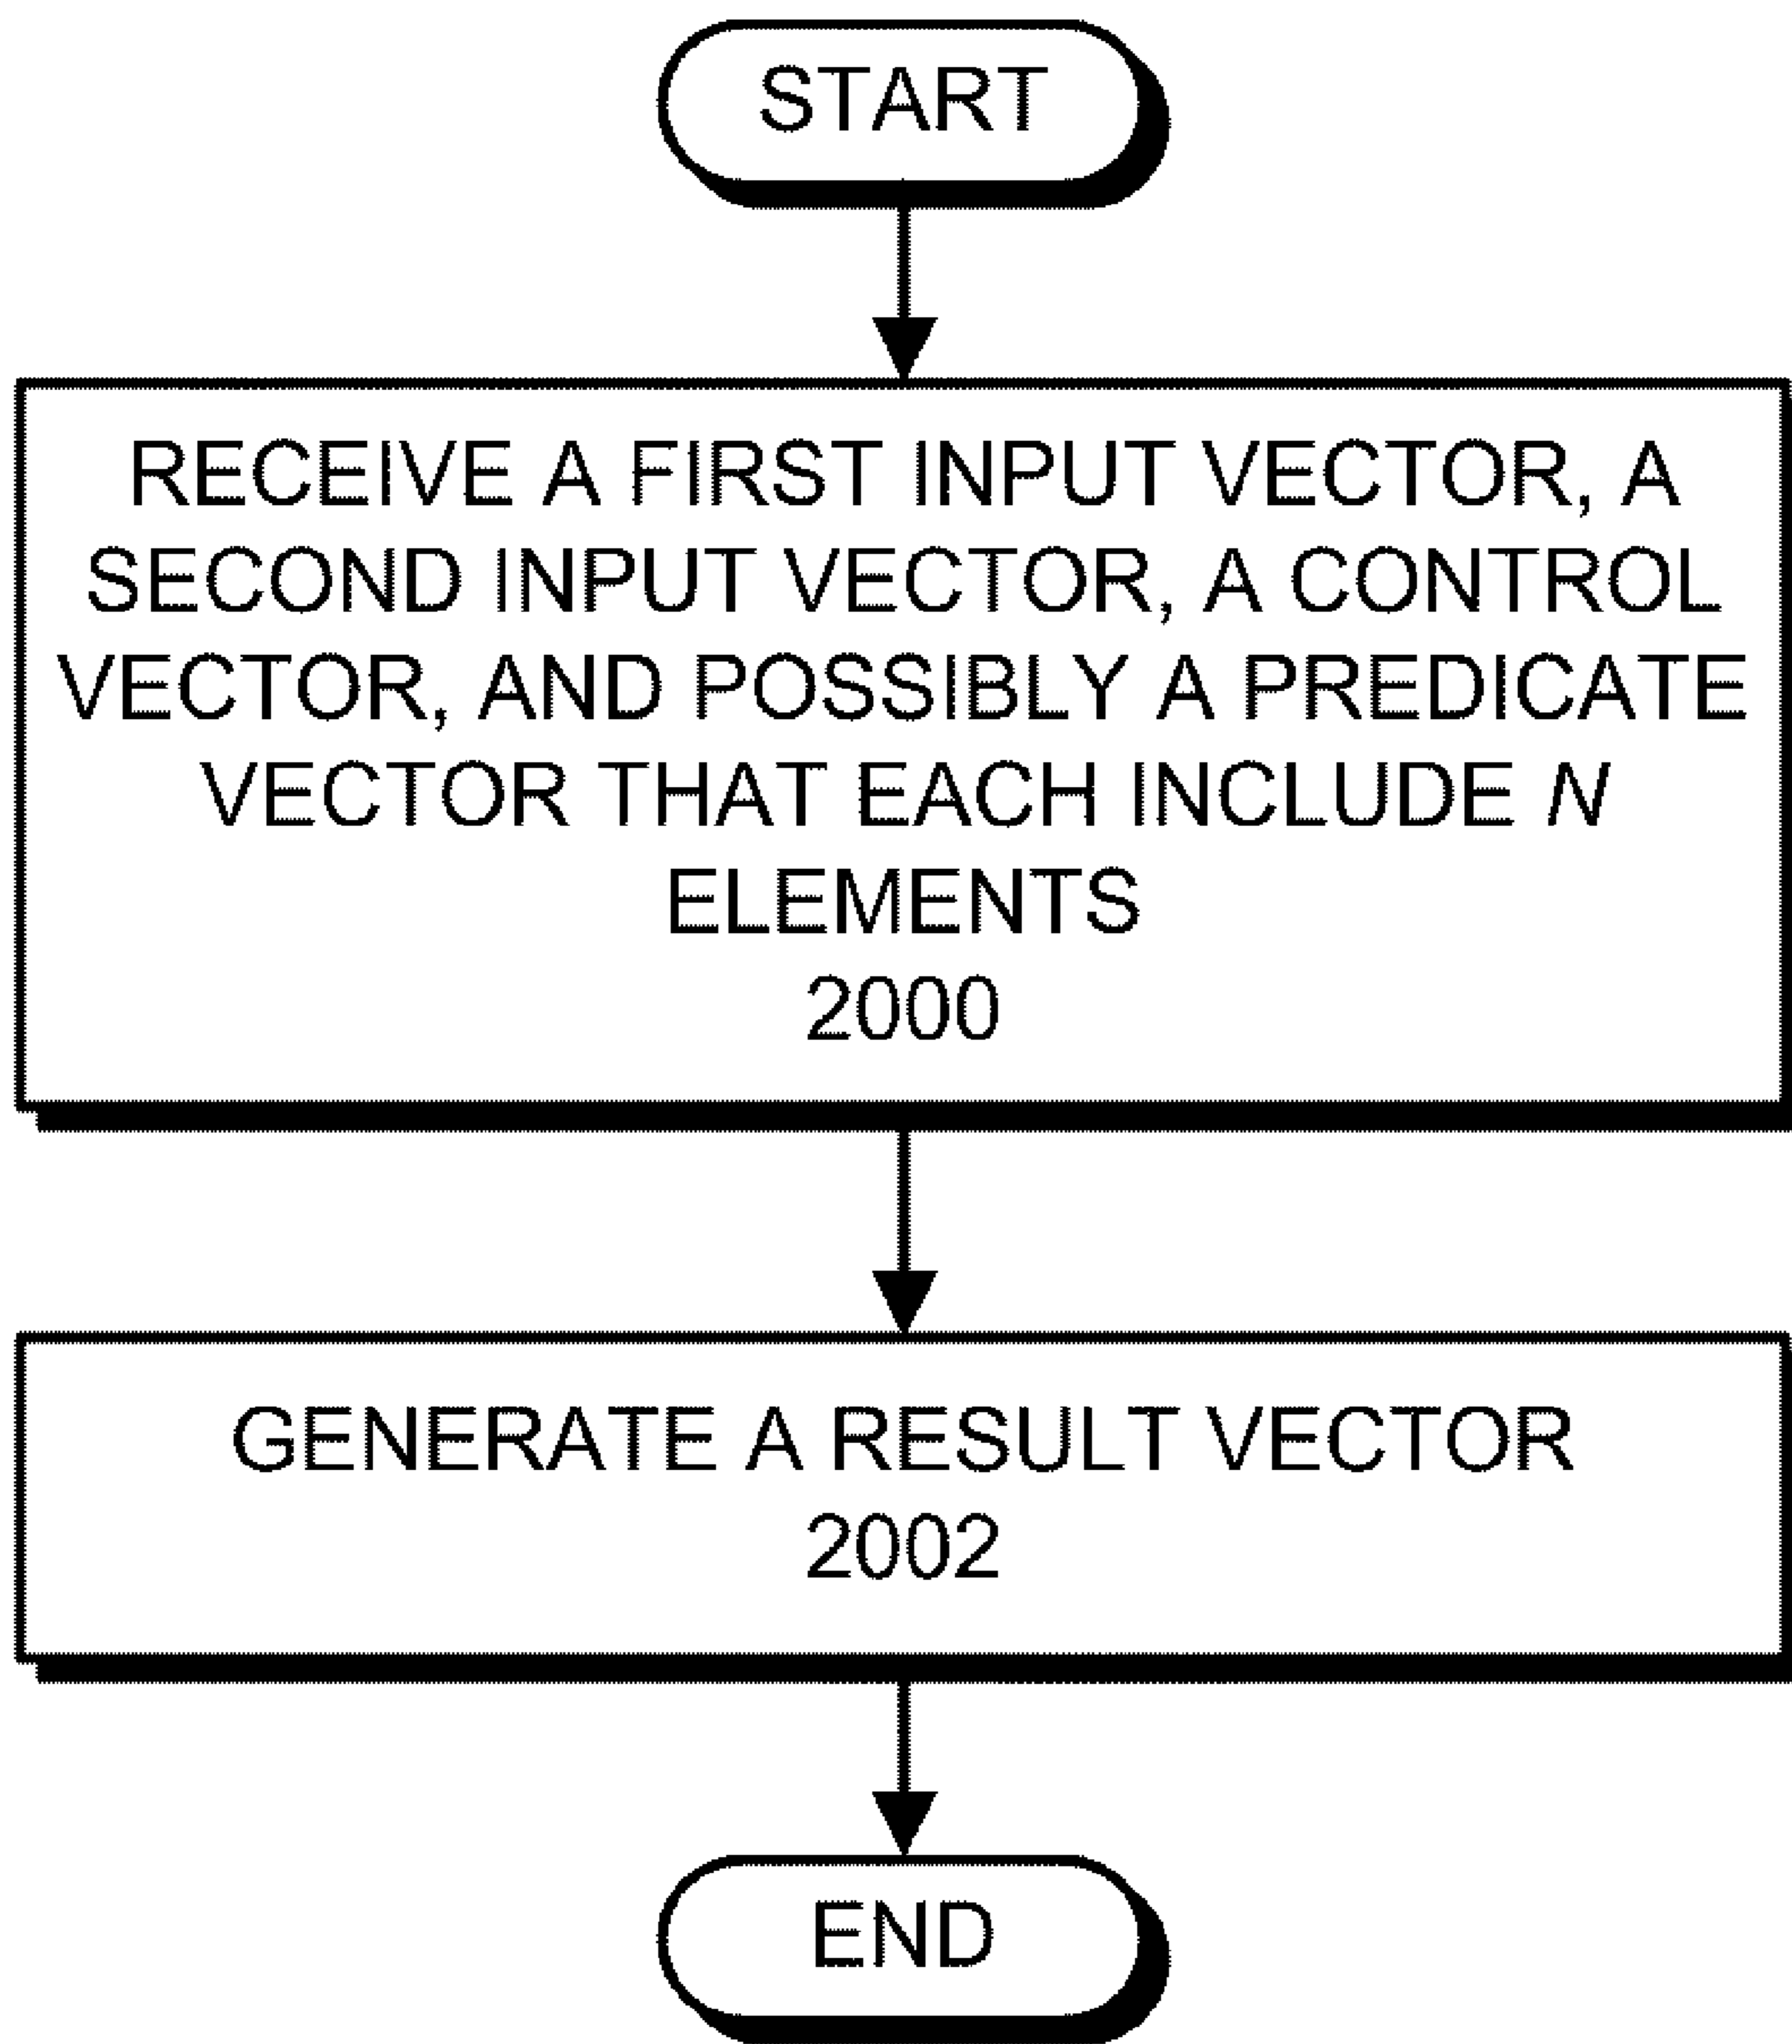 START
RECEIVE A FIRST INPUT VECTOR, A
SECOND INPUT VECTOR, A CONTROL
VECTOR, AND POSSIBLY A PREDICATE
VECTOR THAT EACH INCLUDE N
ELEMENTS
2000
GENERATE A RESULT VECTOR
2002
END